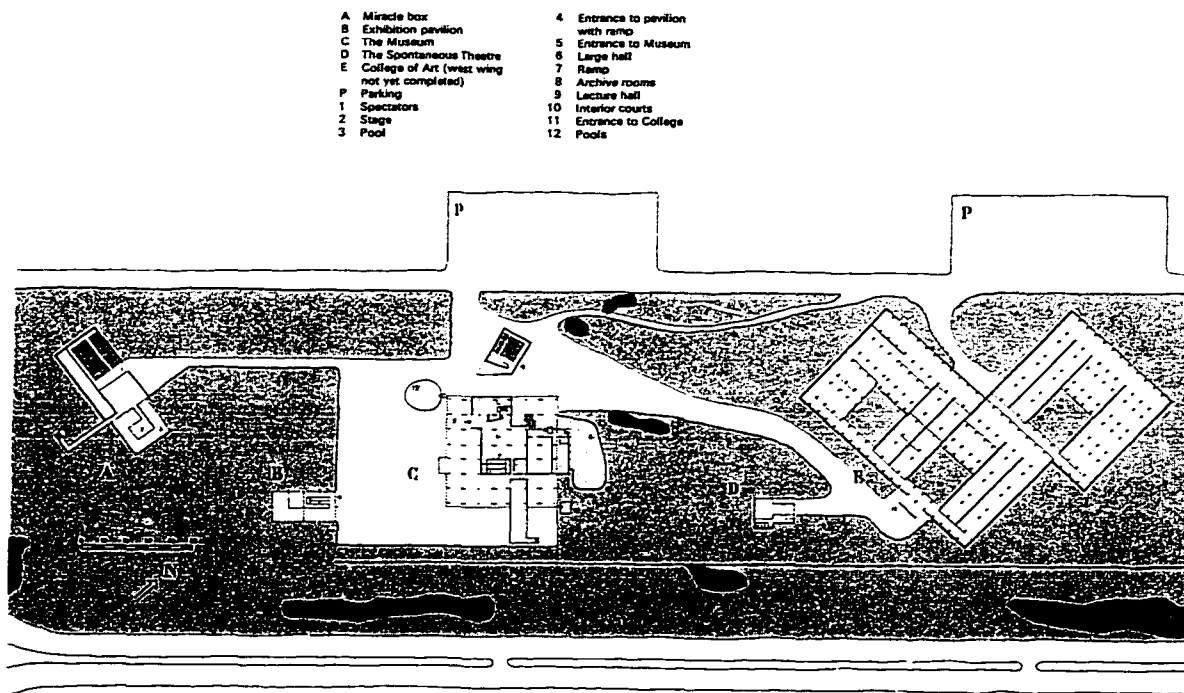 A Miracle box
B Exhibition pavilion
C The Museum
D The Spontaneous Theatre
E College of Art (west wing
not yet completed)
P Parking
1 Spectators
2 Stage
3 Pool
4 Entrance to pavilion
with ramp
5 Entrance to Museum
6 Large hall
7 Ramp
8 Archive rooms
9 Lecture hall
10 Interior courts
11 Entrance to College
12 Pools
P
P
A
C
D
N